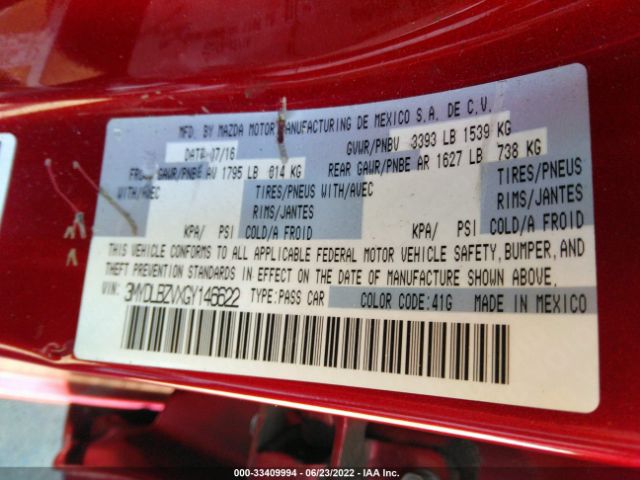 MFD. BY MAZDA MOTOR MANUFACTURING DE MEXICO S.A. DE C.V.
DATE 07/16 GVWR/PNBV 3393 LB 1539 KG
FRONT GAWR/PNBE AV 1795 LB 814 KG REAR GAWR/PNBE AR 1627 LB 738 KG
WITH/AVEC TIRES/PNEUS WITH/AVEC TIRES/PNEUS
RIMS/JANTES RIMS/JANTES
KPA/ PSI COLD/A FROID KPA/ PSI COLD/A FROID
THIS VEHICLE CONFORMS TO ALL APPLICABLE FEDERAL MOTOR VEHICLE SAFETY, BUMPER, AND
THEFT PREVENTION STANDARDS IN EFFECT ON THE DATE OF MANUFACTURE SHOWN ABOVE.
VIN: 3MYDLBZVXGY146622 TYPE:PASS CAR COLOR CODE:41G MADE IN MEXICO
000-33409994 - 06/23/2022 - IAA Inc.